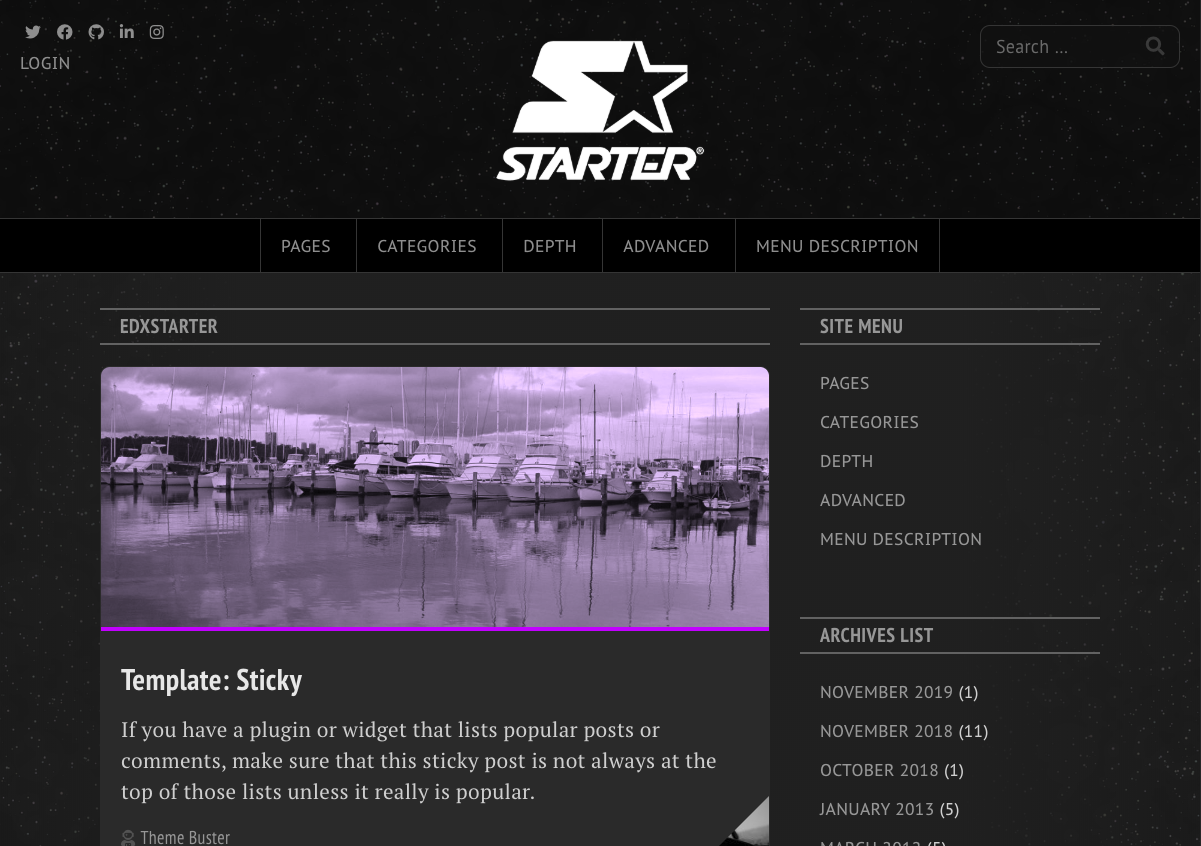 LOGIN
Search ...
STARTER®
PAGES
CATEGORIES
DEPTH
ADVANCED
MENU DESCRIPTION
EDXSTARTER
Template: Sticky
If you have a plugin or widget that lists popular posts or
comments, make sure that this sticky post is not always at the
top of those lists unless it really is popular.
Theme Buster
SITE MENU
PAGES
CATEGORIES
DEPTH
ADVANCED
MENU DESCRIPTION
ARCHIVES LIST
NOVEMBER 2019 (1)
NOVEMBER 2018 (11)
OCTOBER 2018 (1)
JANUARY 2013 (5)
MARCH 2012 (5)